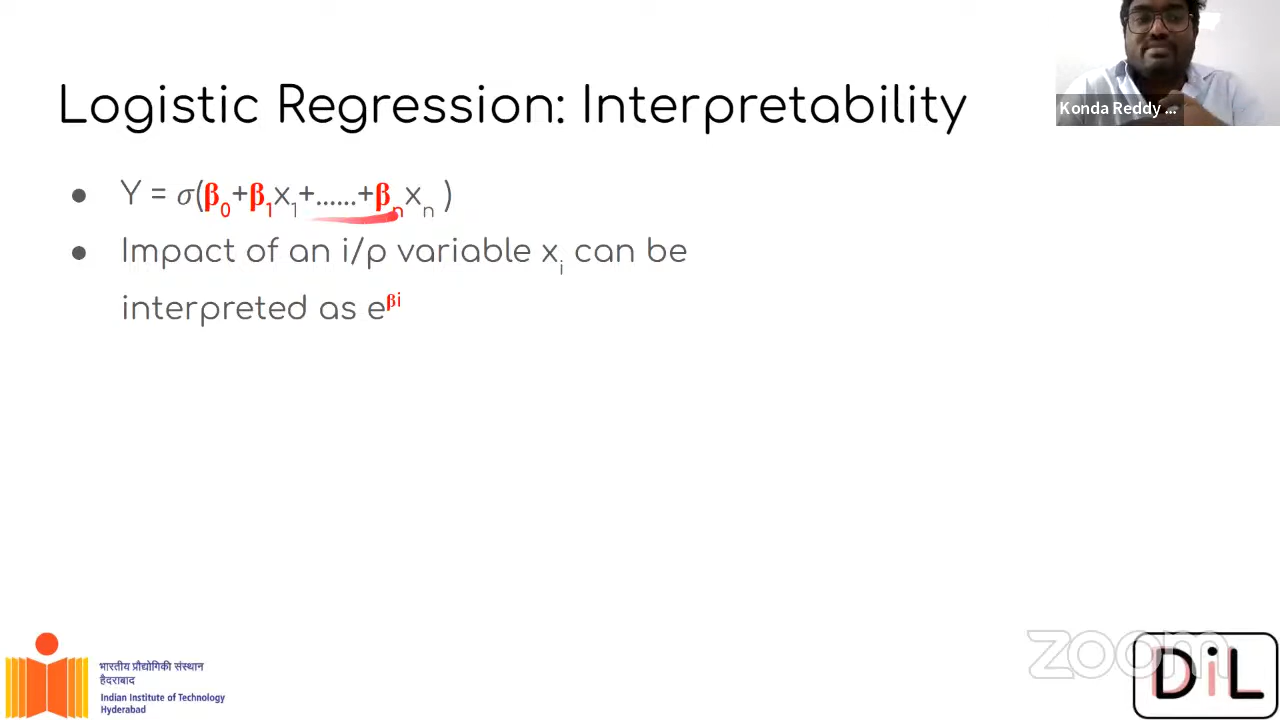 Konda Reddy ...
Logistic Regression: Interpretability
● Y = σ(β₀+β₁x₁+......+βₙxₙ )
● Impact of an i/p variable xᵢ can be
interpreted as e^βi
भारतीय प्रौद्योगिकी संस्थान
हैदराबाद
Indian Institute of Technology
Hyderabad
zoom
DiL